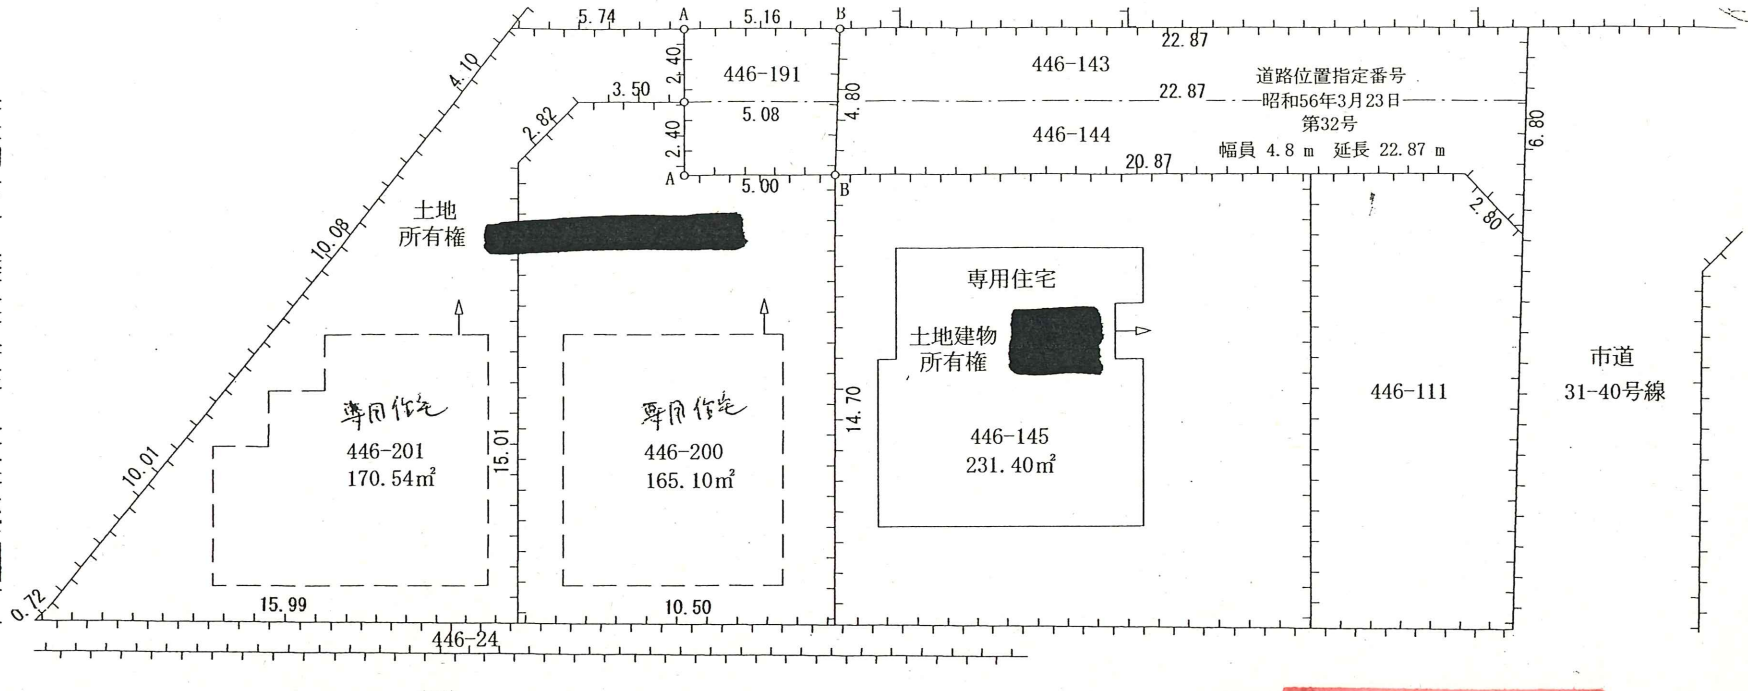 5.74
A
5.16
B
22.87
4.10
2.40
446-191
446-143
道路位置指定番号
3.50
4.80
22.87
昭和56年3月23日
2.82
2.40
5.08
446-144
第32号
6.80
幅員 4.8 m 延長 22.87 m
A
5.00
B
20.87
2.80
土地
所有権
10.08
専用住宅
土地建物
所有権
市道
31-40号線
専用住宅
専用住宅
14.70
446-111
446-201
170.54㎡
15.01
446-200
165.10㎡
446-145
231.40㎡
10.01
0.72
15.99
10.50
446-24